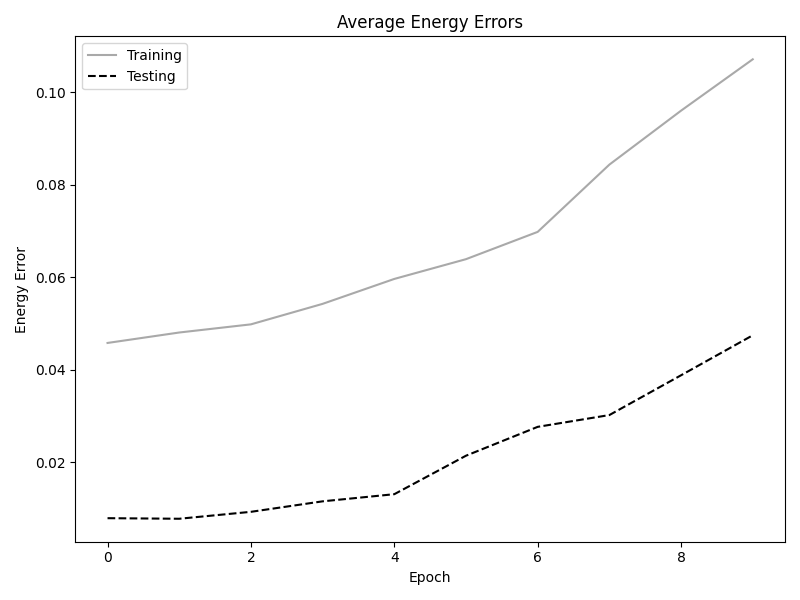 Average Energy Errors
Training
Testing
Energy Error
0.10
0.08
0.06
0.04
0.02
0 2 4 6 8
Epoch